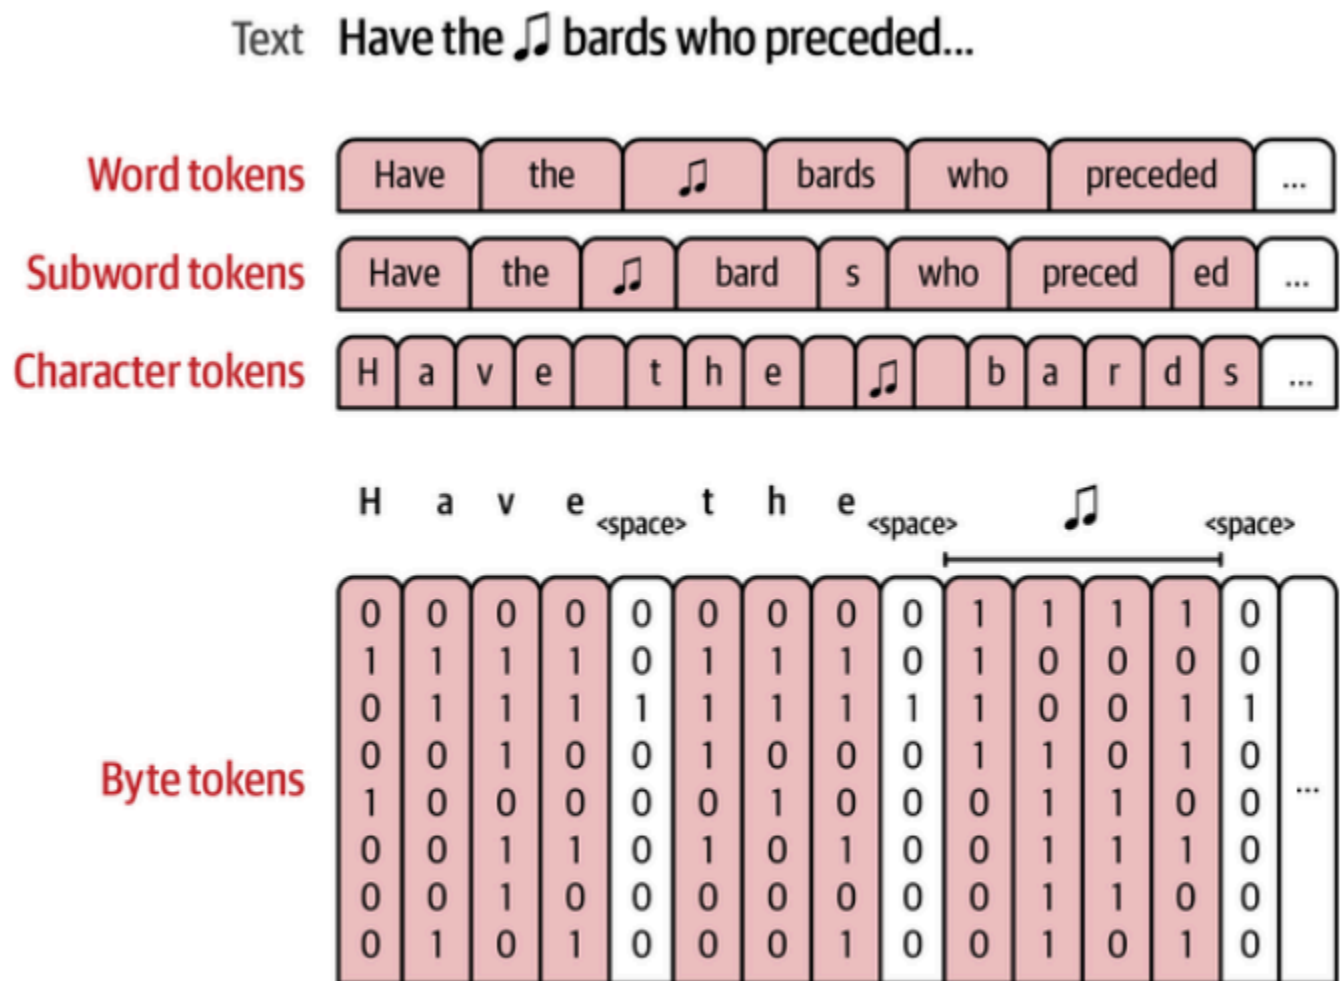 Text Have the 🎵 bards who preceded...
Word tokens Have the 🎵 bards who preceded ...
Subword tokens Have the 🎵 bard s who preced ed ...
Character tokens H a v e t h e 🎵 b a r d s ...
H a v e <space> t h e <space> 🎵 <space>
0 0 0 0 0 0 0 0 0 1 1 1 1 0
1 1 1 1 0 1 1 1 0 1 0 0 0 0
0 1 1 1 1 1 1 1 1 1 0 0 1 1
0 0 1 0 0 1 0 0 0 1 1 0 1 0
Byte tokens ...
1 0 0 0 0 0 1 0 0 0 1 1 0 0
0 0 1 1 0 1 0 1 0 0 1 1 1 0
0 0 1 0 0 0 0 0 0 0 1 1 0 0
0 1 0 1 0 0 0 1 0 0 1 0 1 0